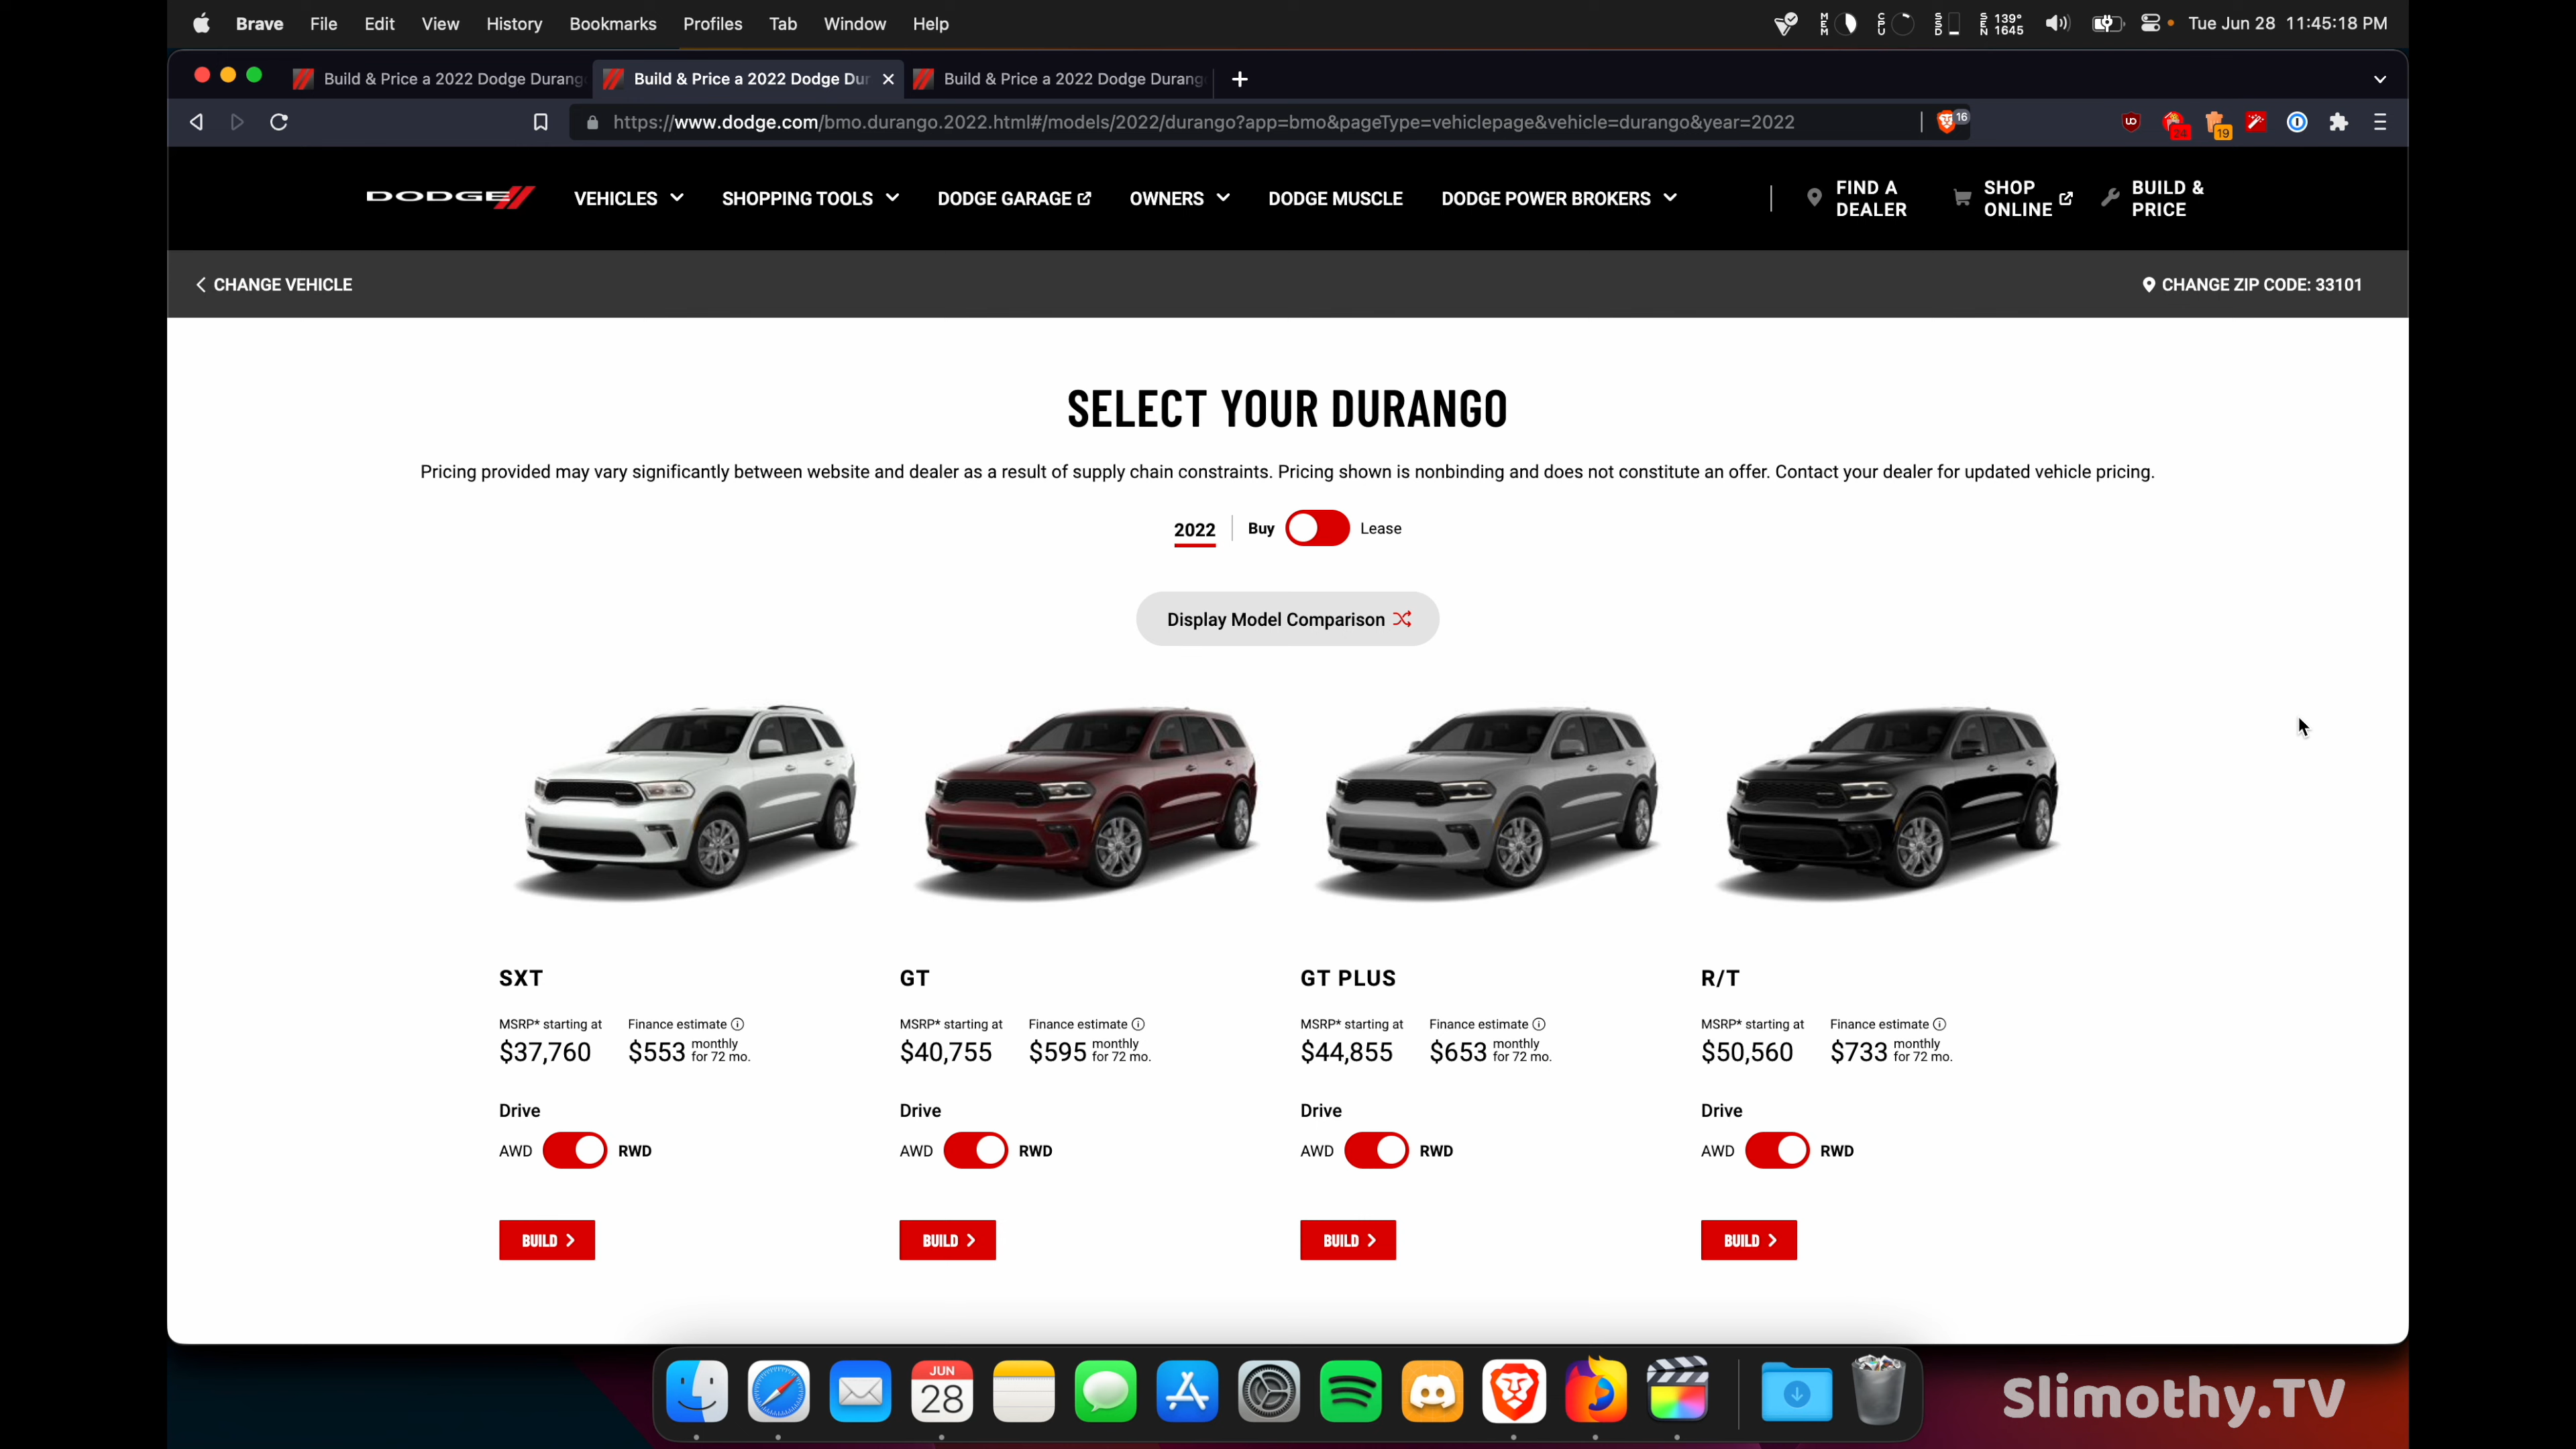 Brave File Edit View History Bookmarks Profiles Tab Window Help
MEM CPU SSD SEN 139° 1645 Tue Jun 28 11:45:18 PM
Build & Price a 2022 Dodge Durang
Build & Price a 2022 Dodge Dur
Build & Price a 2022 Dodge Durang
https://www.dodge.com/bmo.durango.2022.html#/models/2022/durango?app=bmo&pageType=vehiclepage&vehicle=durango&year=2022
16
24
19
DODGE
VEHICLES
SHOPPING TOOLS
DODGE GARAGE
OWNERS
DODGE MUSCLE
DODGE POWER BROKERS
FIND A
DEALER
SHOP
ONLINE
BUILD &
PRICE
CHANGE VEHICLE
CHANGE ZIP CODE: 33101
SELECT YOUR DURANGO
Pricing provided may vary significantly between website and dealer as a result of supply chain constraints. Pricing shown is nonbinding and does not constitute an offer. Contact your dealer for updated vehicle pricing.
2022 Buy Lease
Display Model Comparison
SXT
MSRP* starting at Finance estimate
$37,760 $553 monthly for 72 mo.
Drive
AWD RWD
BUILD
GT
MSRP* starting at Finance estimate
$40,755 $595 monthly for 72 mo.
Drive
AWD RWD
BUILD
GT PLUS
MSRP* starting at Finance estimate
$44,855 $653 monthly for 72 mo.
Drive
AWD RWD
BUILD
R/T
MSRP* starting at Finance estimate
$50,560 $733 monthly for 72 mo.
Drive
AWD RWD
BUILD
JUN
28
Slimothy.TV